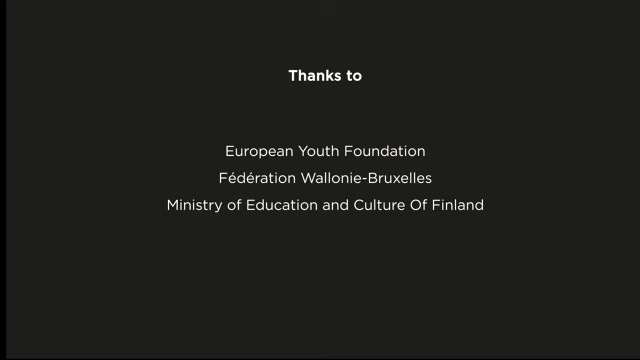 Thanks to
European Youth Foundation
Fédération Wallonie-Bruxelles
Ministry of Education and Culture Of Finland